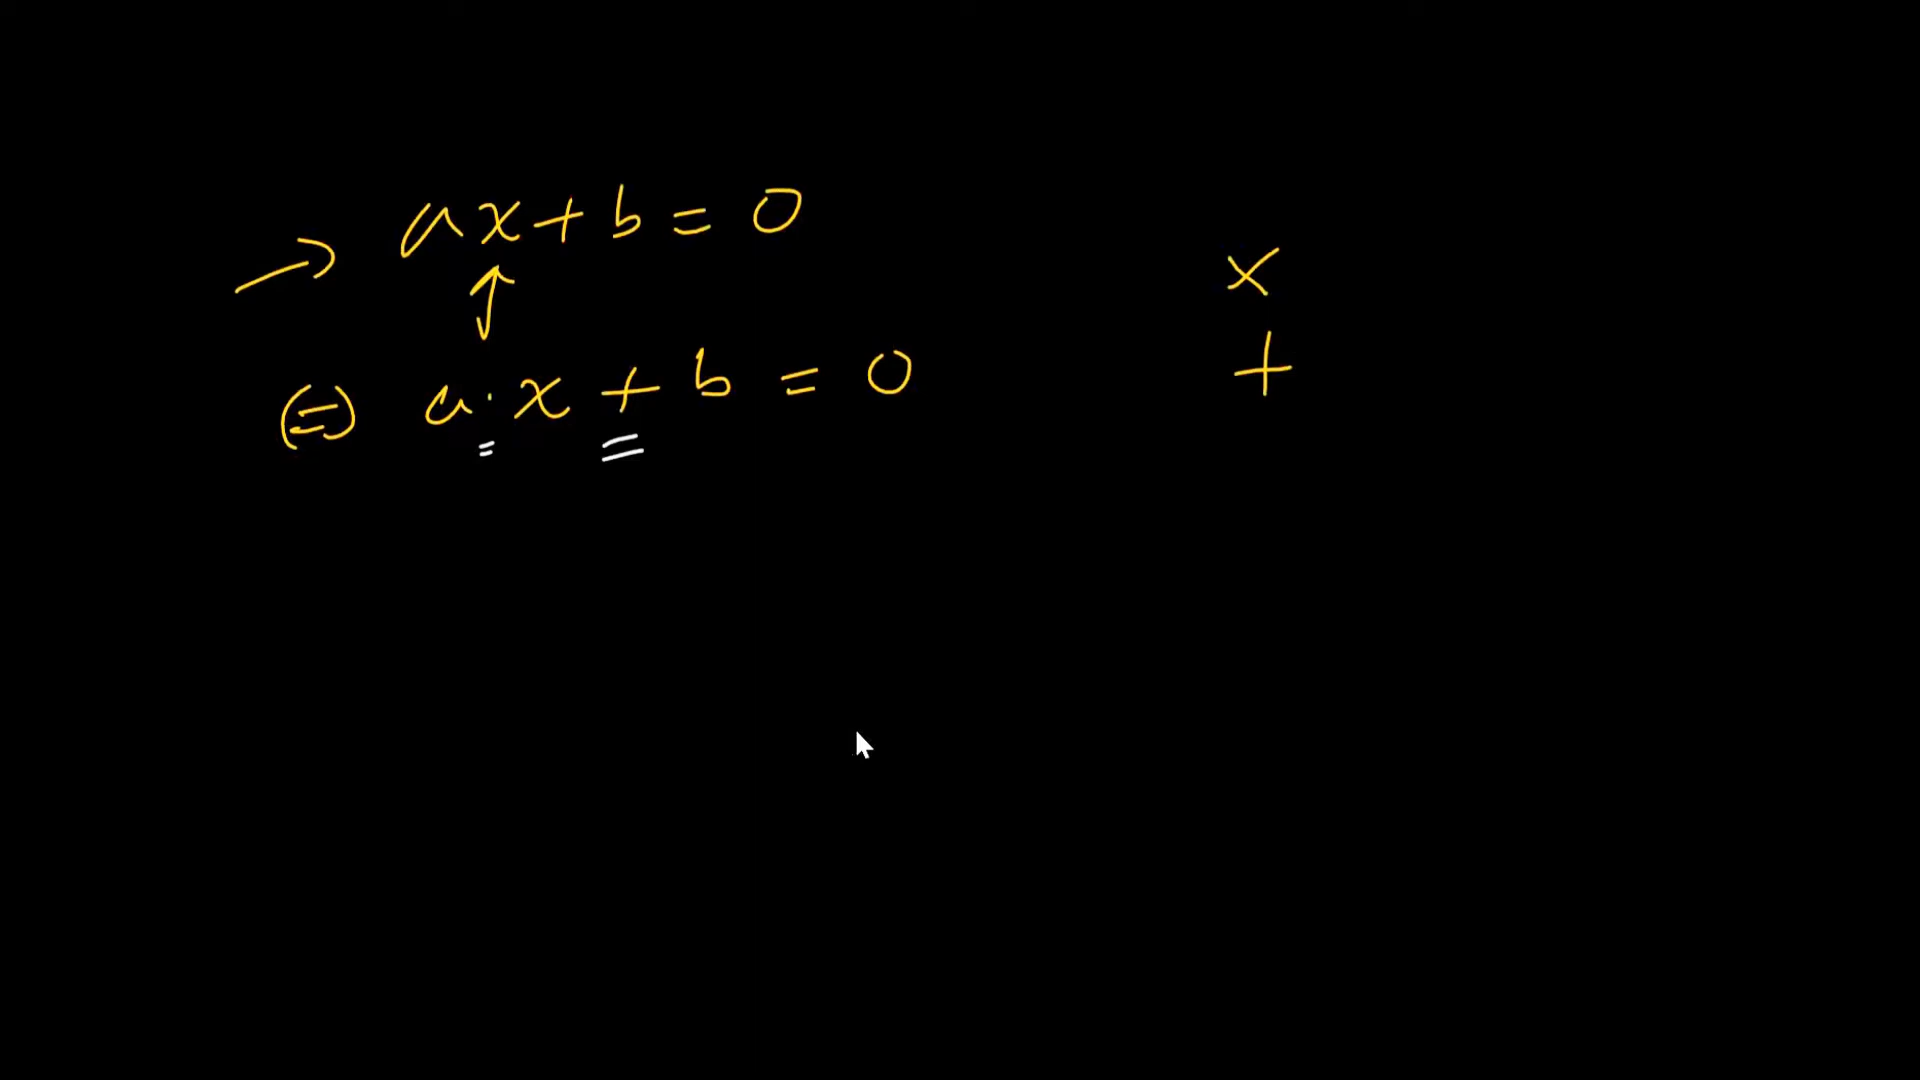 → ax+b=0
↕
(=) a·x + b = 0
×
+